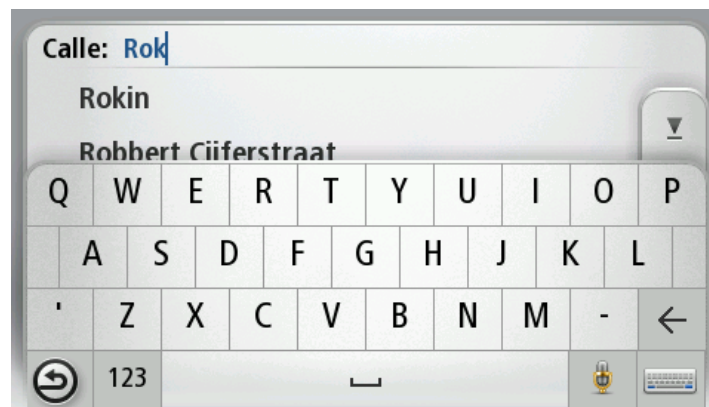 Calle: Rok
Rokin
Robbert Cijferstraat
Q W E R T Y U I O P
A S D F G H J K L
' Z X C V B N M -
123